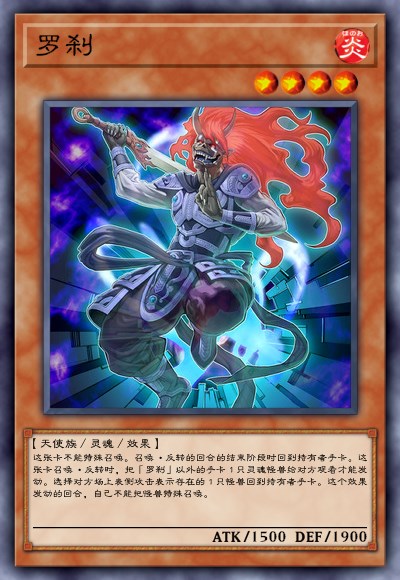 罗刹
ほのお
炎
【天使族／灵魂／效果】
这张卡不能特殊召唤。召唤·反转的回合的结束阶段时回到持有者手卡。这
张卡召唤·反转时，把「罗刹」以外的手卡1只灵魂怪兽给对方观看才能发
动。选择对方场上表侧攻击表示存在的1只怪兽回到持有者手卡。这个效果
发动的回合，自己不能把怪兽特殊召唤。
ATK/1500 DEF/1900